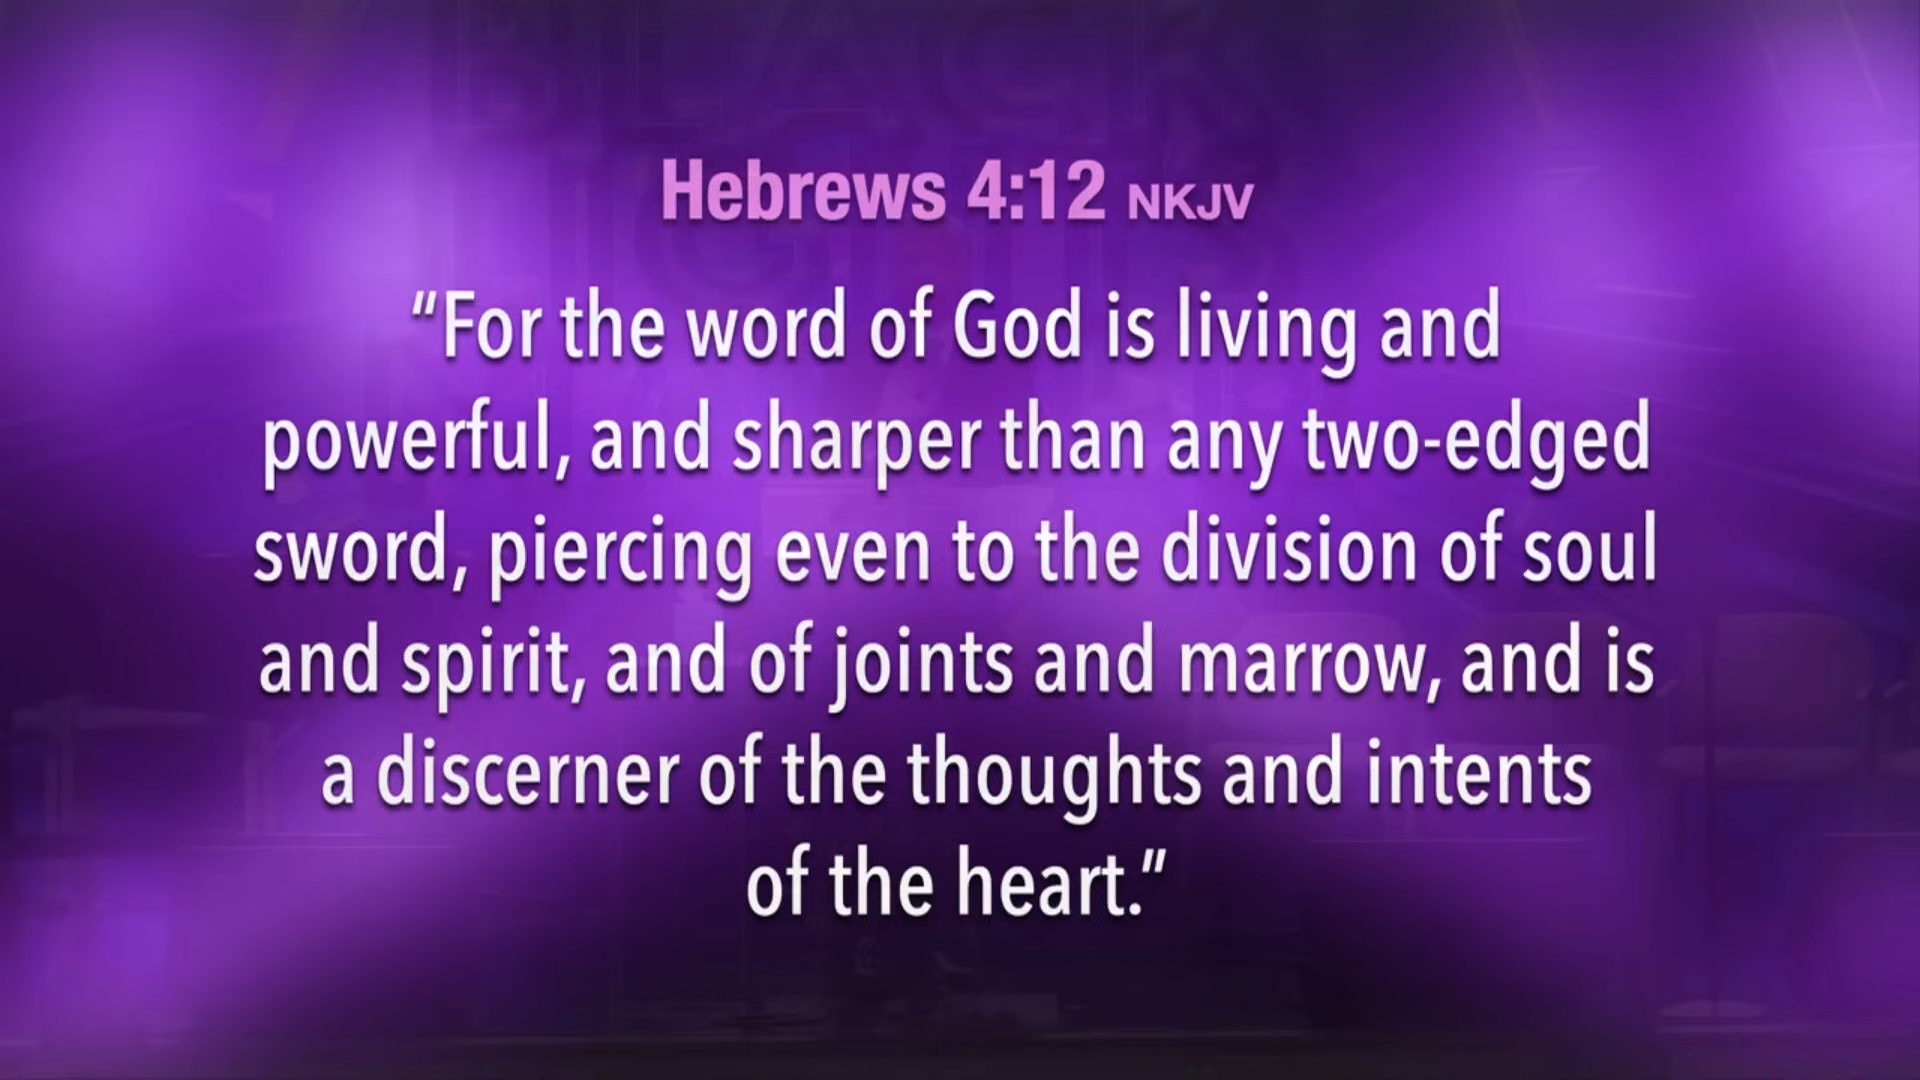 Hebrews 4:12 NKJV
“For the word of God is living and
powerful, and sharper than any two-edged
sword, piercing even to the division of soul
and spirit, and of joints and marrow, and is
a discerner of the thoughts and intents
of the heart.”